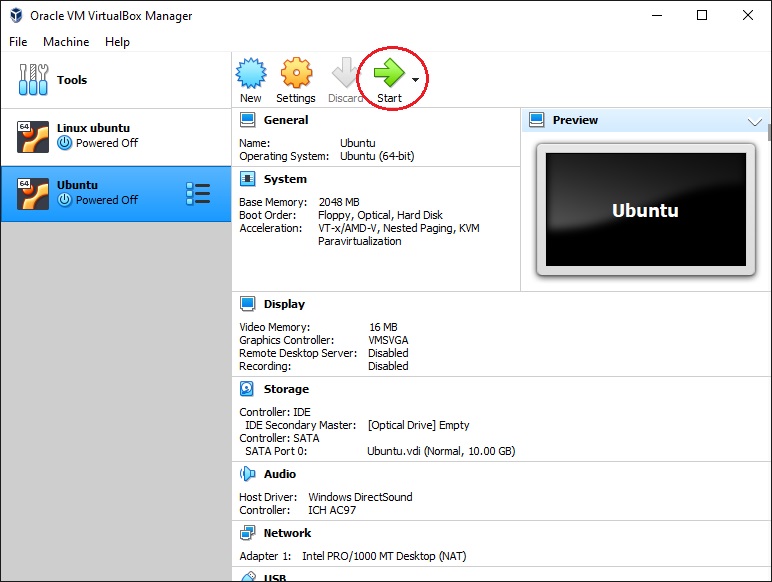 Oracle VM VirtualBox Manager
File Machine Help
Tools
New Settings Discard Start
64
Linux ubuntu
Powered Off
64
Ubuntu
Powered Off
General
Name: Ubuntu
Operating System: Ubuntu (64-bit)
System
Base Memory: 2048 MB
Boot Order: Floppy, Optical, Hard Disk
Acceleration: VT-x/AMD-V, Nested Paging, KVM
Paravirtualization
Preview
Ubuntu
Display
Video Memory: 16 MB
Graphics Controller: VMSVGA
Remote Desktop Server: Disabled
Recording: Disabled
Storage
Controller: IDE
IDE Secondary Master: [Optical Drive] Empty
Controller: SATA
SATA Port 0: Ubuntu.vdi (Normal, 10.00 GB)
Audio
Host Driver: Windows DirectSound
Controller: ICH AC97
Network
Adapter 1: Intel PRO/1000 MT Desktop (NAT)
USB